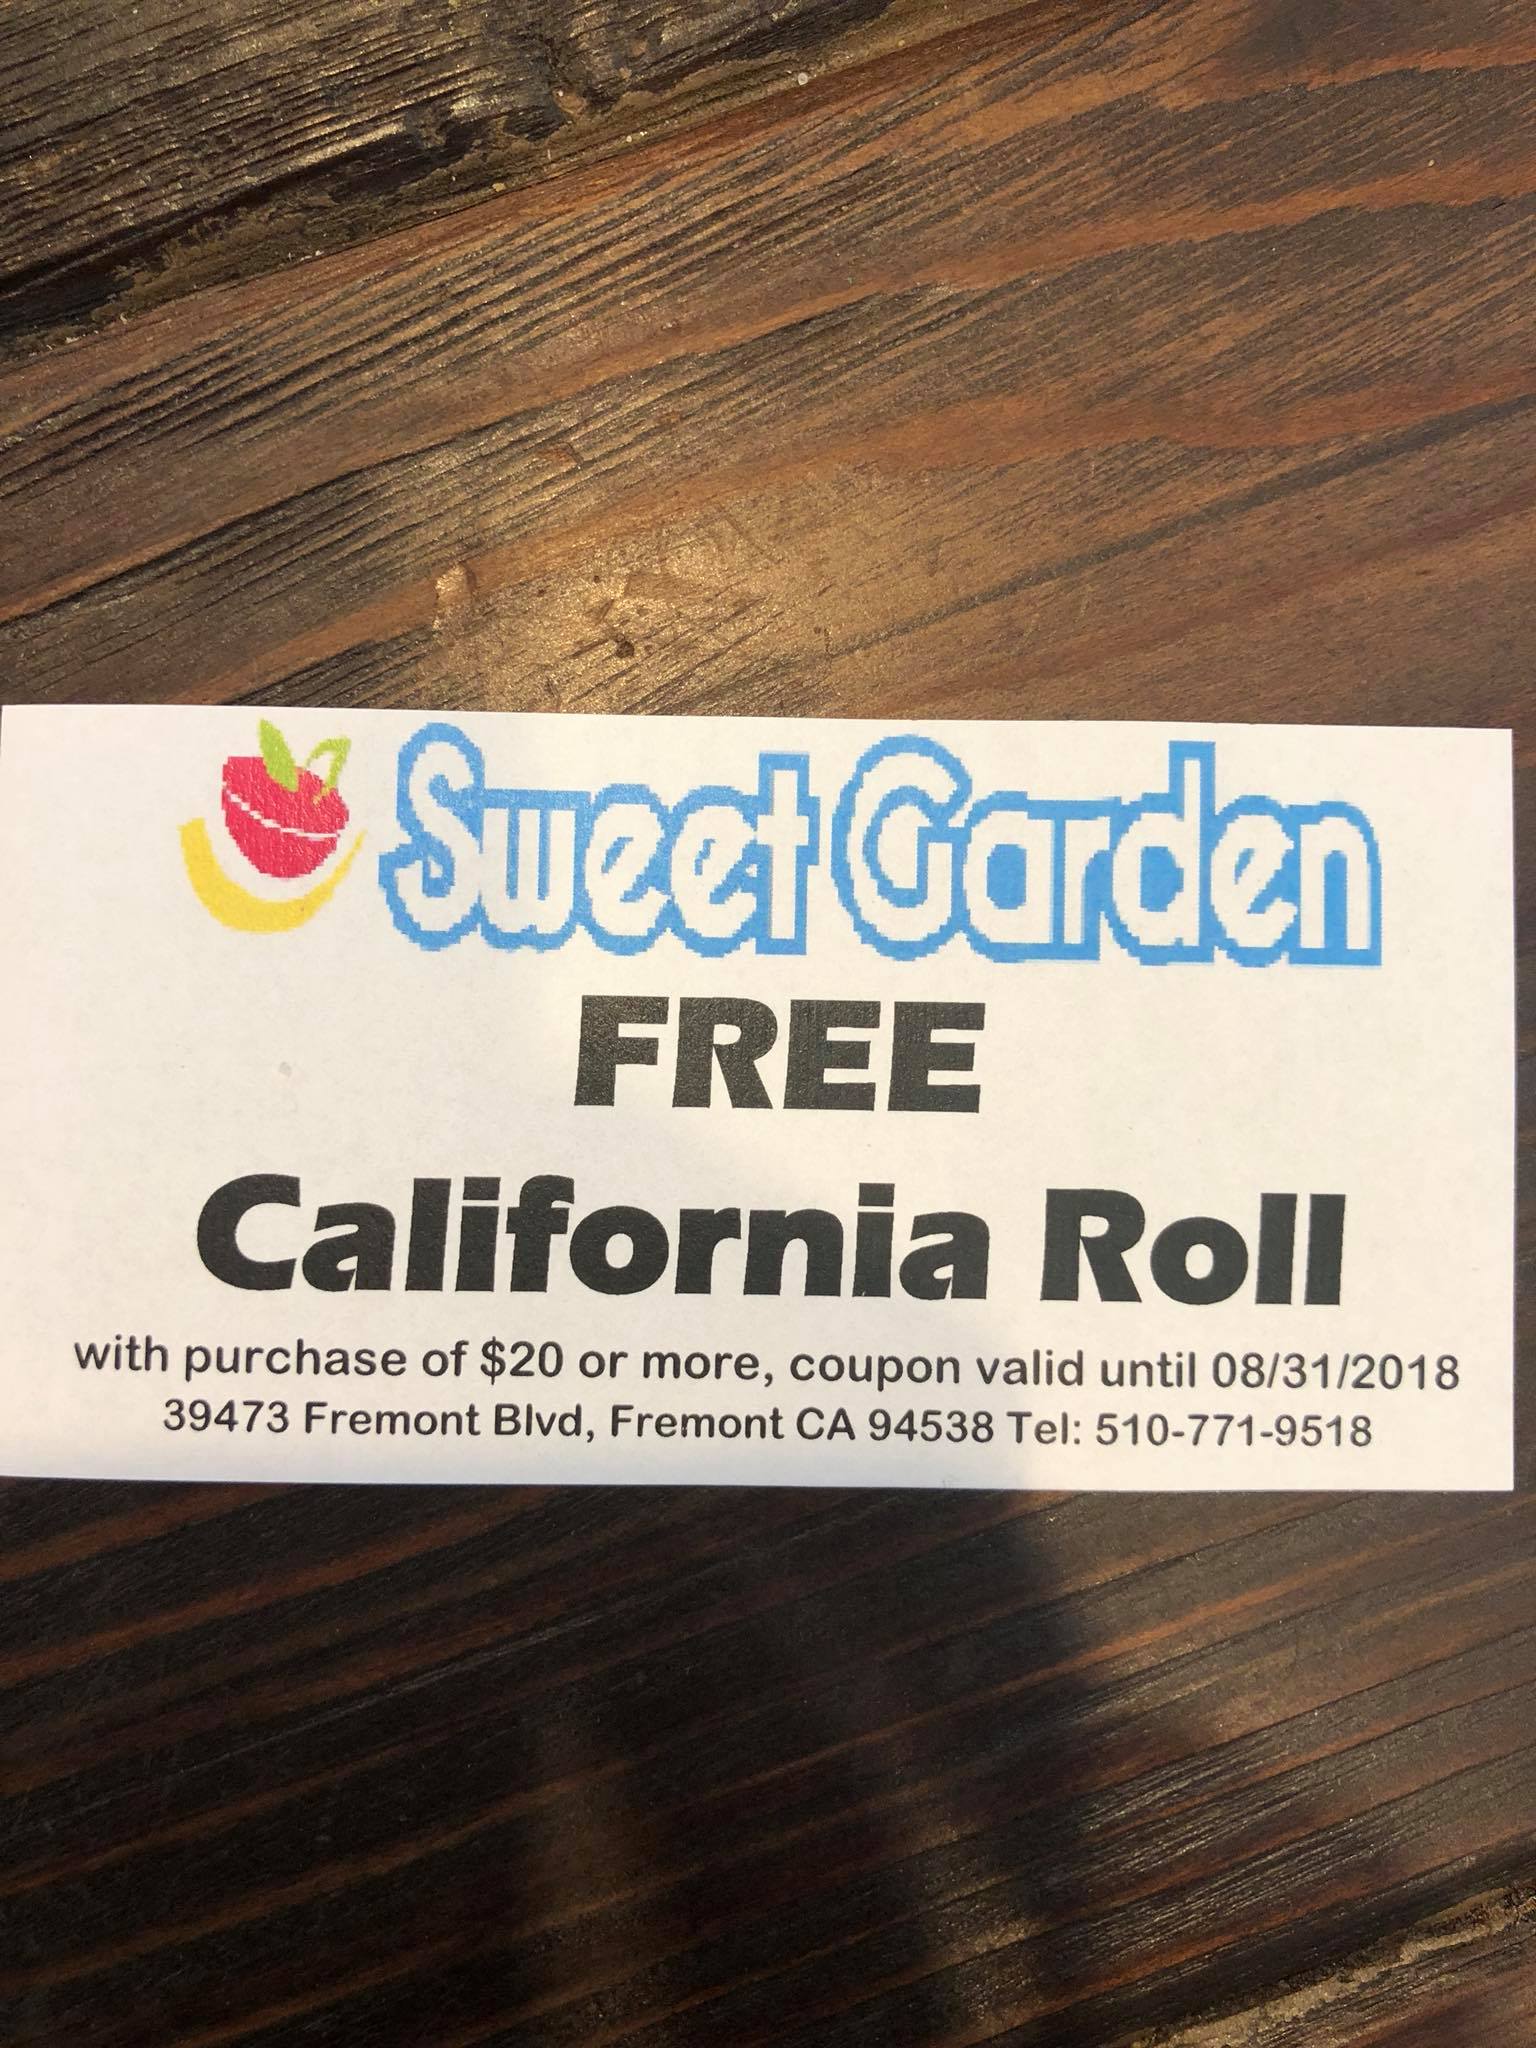 Sweet Garden
FREE
California Roll
with purchase of $20 or more, coupon valid until 08/31/2018
39473 Fremont Blvd, Fremont CA 94538 Tel: 510-771-9518